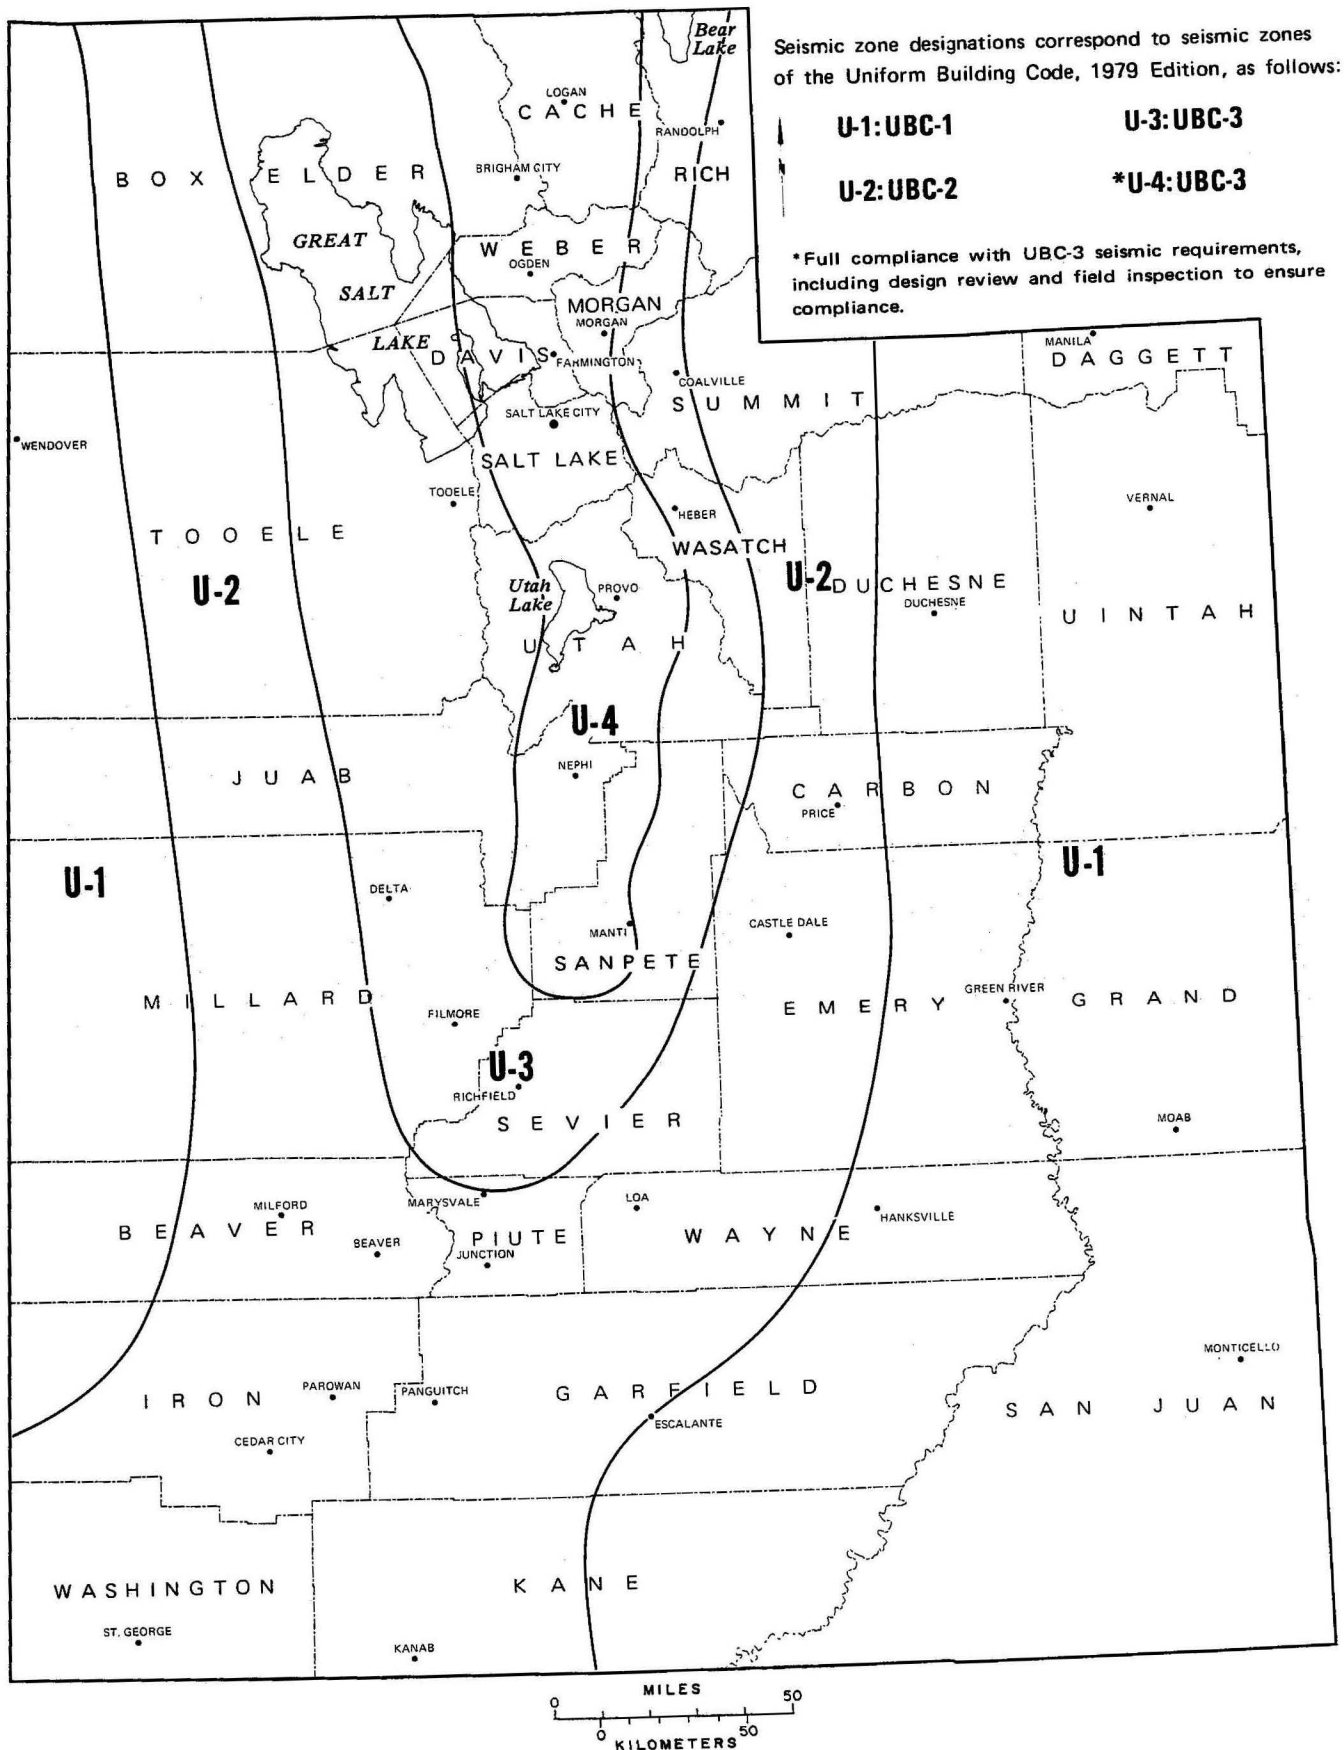 Bear
Lake
Seismic zone designations correspond to seismic zones
of the Uniform Building Code, 1979 Edition, as follows:
U-1: UBC-1
U-3: UBC-3
U-2: UBC-2
*U-4: UBC-3
*Full compliance with UBC-3 seismic requirements,
including design review and field inspection to ensure
compliance.
LOGAN
CACHE
RANDOLPH
BOX ELDER
BRIGHAM CITY
RICH
GREAT
SALT
LAKE
WEBER
OGDEN
MORGAN
MORGAN
DAVIS
FARMINGTON
MANILA
DAGGETT
COALVILLE
SUMMIT
SALT LAKE CITY
WENDOVER
SALT LAKE
TOOELE
VERNAL
HEBER
TOOELE
WASATCH
U-2
Utah
Lake
PROVO
U-2
DUCHESNE
DUCHESNE
UINTAH
UTAH
U-4
NEPHI
JUAB
CARBON
PRICE
U-1
U-1
DELTA
MANTI
CASTLE DALE
SANPETE
MILLARD
EMERY
GREEN RIVER
GRAND
FILMORE
U-3
RICHFIELD
SEVIER
MOAB
MILFORD
MARYSVALE
LOA
HANKSVILLE
BEAVER
BEAVER
PIUTE
JUNCTION
WAYNE
MONTICELLO
IRON
PAROWAN
PANGUITCH
GARFIELD
ESCALANTE
SAN JUAN
CEDAR CITY
WASHINGTON
KANE
ST. GEORGE
KANAB
MILES
0 50
0 50
KILOMETERS